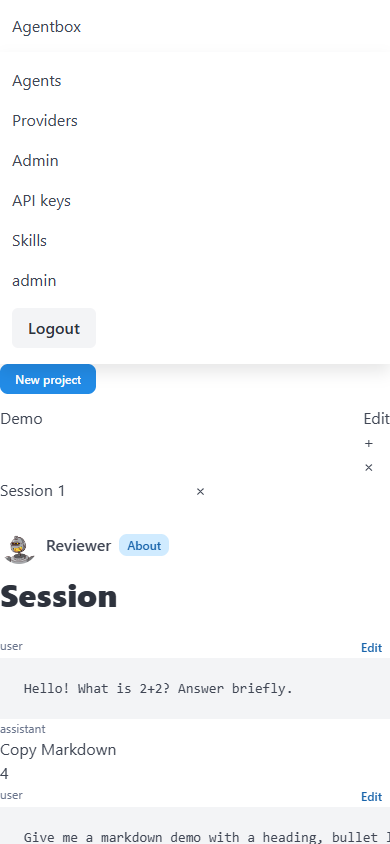 Agentbox
Agents
Providers
Admin
API keys
Skills
admin
Logout
New project
Demo Edit
+
×
Session 1 ×
Reviewer About
Session
user Edit
Hello! What is 2+2? Answer briefly.
assistant
Copy Markdown
4
user Edit
Give me a markdown demo with a heading, bullet